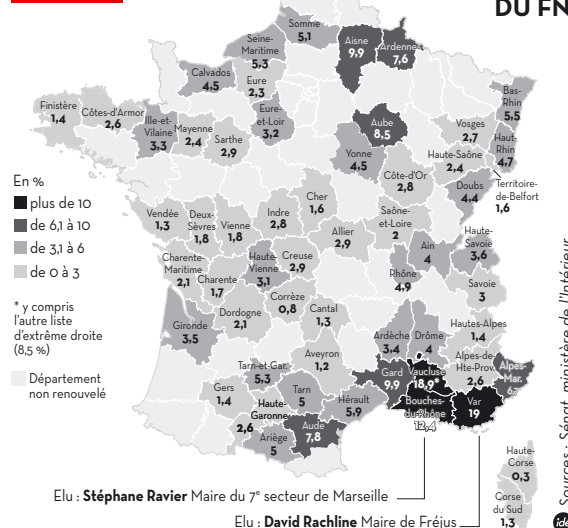 DU FN
Somme
5,1
Aisne
9,9
Ardennes
7,6
Seine-
Maritime
5,3
Calvados
4,5
Eure
2,3
Eure-
et-Loir
3,2
Finistère
1,4
Côtes-d'Armor
2,6
Ille-et-
Vilaine
3,3
Mayenne
2,4
Sarthe
2,9
Aube
8,5
Yonne
4,5
Bas-
Rhin
5,5
Vosges
2,7
Haut-
Rhin
4,7
Haute-Saône
2,4
Territoire-
de-Belfort
1,6
Côte-d'Or
2,8
Doubs
4,4
En %
plus de 10
de 6,1 à 10
de 3,1 à 6
de 0 à 3
* y compris
l'autre liste
d'extrême droite
(8,5 %)
Département
non renouvelé
Vendée
1,3
Deux-
Sèvres
1,8
Vienne
1,8
Indre
2,8
Cher
1,6
Allier
2,9
Saône-
et-Loire
2
Ain
4
Haute-
Savoie
3,6
Charente-
Maritime
2,1
Charente
1,7
Haute-
Vienne
3,1
Creuse
2,9
Rhône
4,9
Savoie
3
Corrèze
0,8
Cantal
1,3
Dordogne
2,1
Gironde
3,5
Ardèche
3,4
Drôme
4
Hautes-Alpes
1,4
Aveyron
1,2
Tarn-et-Gar.
5,3
Gard
9,9
Vaucluse
18,9*
Alpes-de-
Hte-Prov.
2,6
Alpes-
Mar.
6,7
Gers
1,4
Haute-
Garonne
2,6
Tarn
5
Hérault
5,9
Bouches-
du-Rhône
12,4
Var
19
Ariège
5
Aude
7,8
Haute-
Corse
0,3
Corse
du Sud
1,3
Elu : Stéphane Ravier Maire du 7e secteur de Marseille
Elu : David Rachline Maire de Fréjus
Sources : Sénat, ministère de l'Intérieur
idé